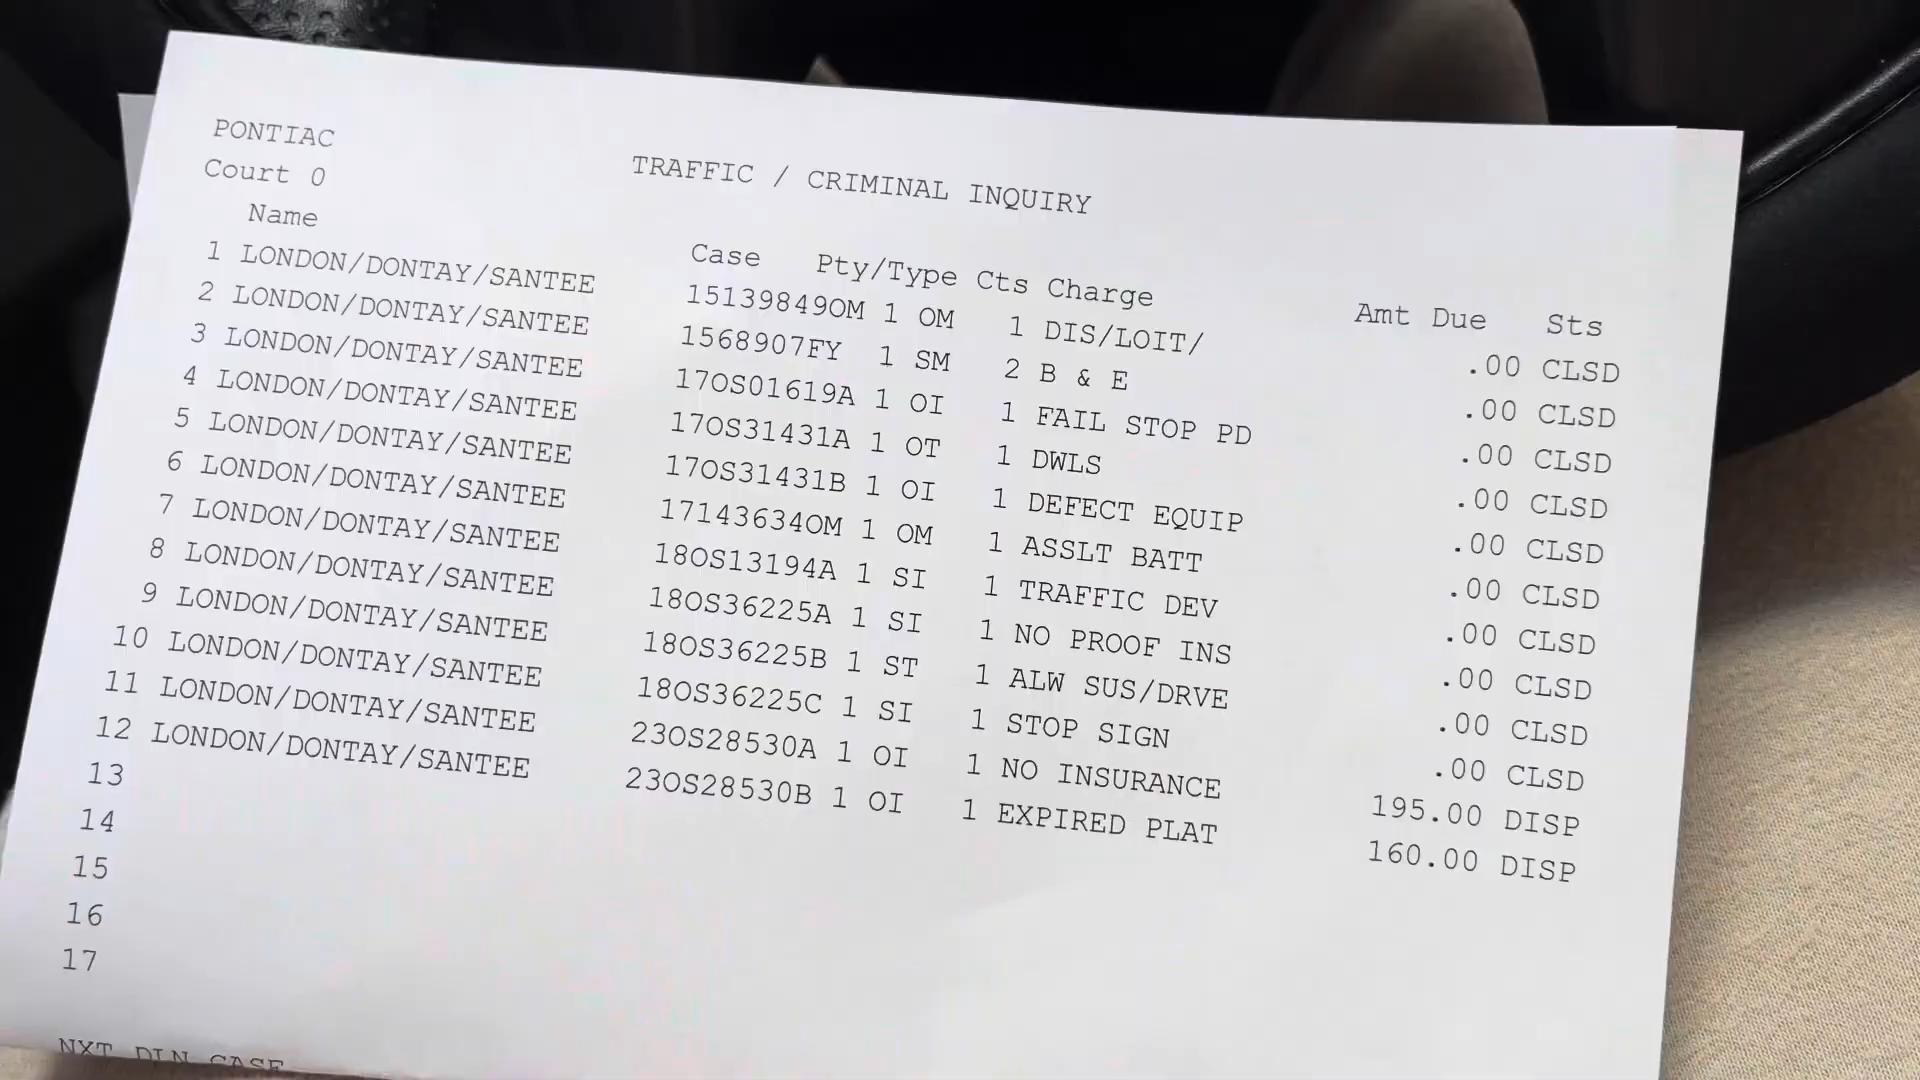 PONTIAC
Court 0
TRAFFIC / CRIMINAL INQUIRY
Name Case Pty/Type Cts Charge Amt Due Sts
1 LONDON/DONTAY/SANTEE 15139849OM 1 OM 1 DIS/LOIT/ .00 CLSD
2 LONDON/DONTAY/SANTEE 1568907FY 1 SM 2 B & E .00 CLSD
3 LONDON/DONTAY/SANTEE 17OS01619A 1 OI 1 FAIL STOP PD .00 CLSD
4 LONDON/DONTAY/SANTEE 17OS31431A 1 OT 1 DWLS .00 CLSD
5 LONDON/DONTAY/SANTEE 17OS31431B 1 OI 1 DEFECT EQUIP .00 CLSD
6 LONDON/DONTAY/SANTEE 17143634OM 1 OM 1 ASSLT BATT .00 CLSD
7 LONDON/DONTAY/SANTEE 18OS13194A 1 SI 1 TRAFFIC DEV .00 CLSD
8 LONDON/DONTAY/SANTEE 18OS36225A 1 SI 1 NO PROOF INS .00 CLSD
9 LONDON/DONTAY/SANTEE 18OS36225B 1 ST 1 ALW SUS/DRVE .00 CLSD
10 LONDON/DONTAY/SANTEE 18OS36225C 1 SI 1 STOP SIGN .00 CLSD
11 LONDON/DONTAY/SANTEE 23OS28530A 1 OI 1 NO INSURANCE 195.00 DISP
12 LONDON/DONTAY/SANTEE 23OS28530B 1 OI 1 EXPIRED PLAT 160.00 DISP
13
14
15
16
17
NXT DLN CASE